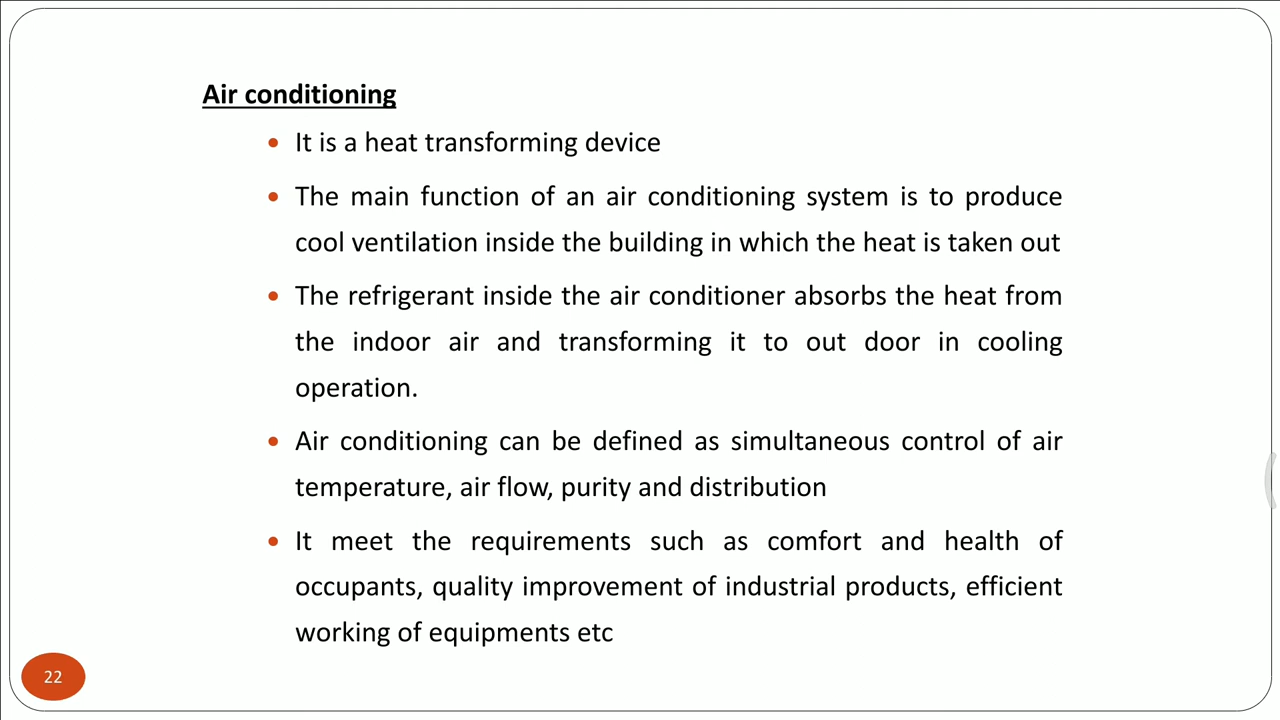 Air conditioning
• It is a heat transforming device
• The main function of an air conditioning system is to produce
cool ventilation inside the building in which the heat is taken out
• The refrigerant inside the air conditioner absorbs the heat from
the indoor air and transforming it to out door in cooling
operation.
• Air conditioning can be defined as simultaneous control of air
temperature, air flow, purity and distribution
• It meet the requirements such as comfort and health of
occupants, quality improvement of industrial products, efficient
working of equipments etc
22